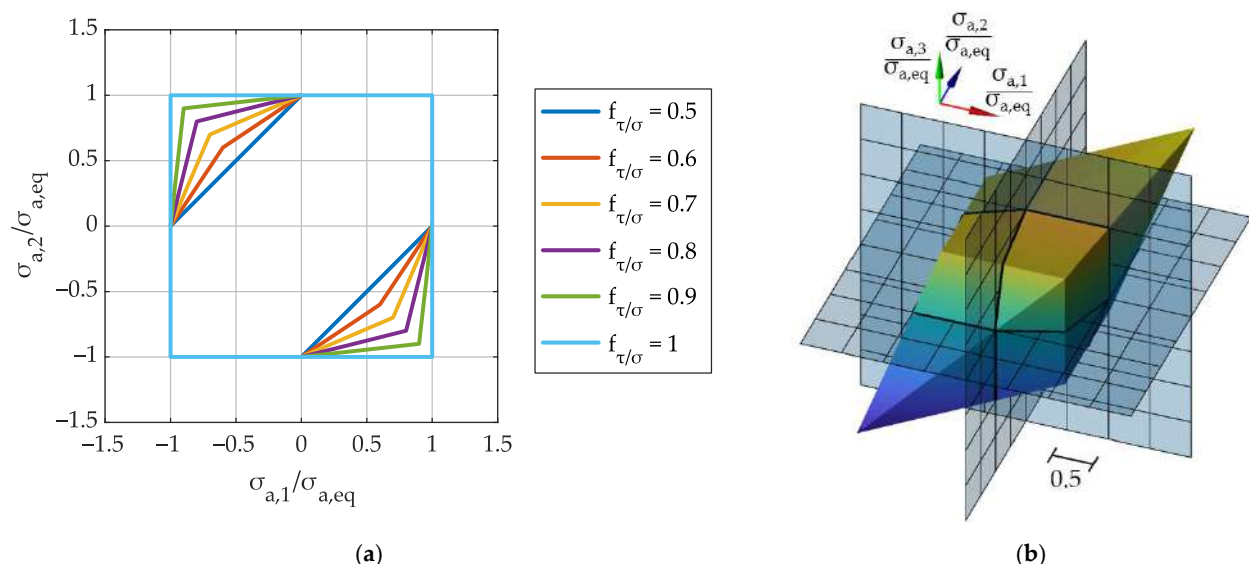 1.5
1
0.5
0
−0.5
−1
−1.5
−1.5 −1 −0.5 0 0.5 1 1.5
σa,2/σa,eq
σa,1/σa,eq
fτ/σ = 0.5
fτ/σ = 0.6
fτ/σ = 0.7
fτ/σ = 0.8
fτ/σ = 0.9
fτ/σ = 1
(a)
σa,3
σa,eq
σa,2
σa,eq
σa,1
σa,eq
0.5
(b)